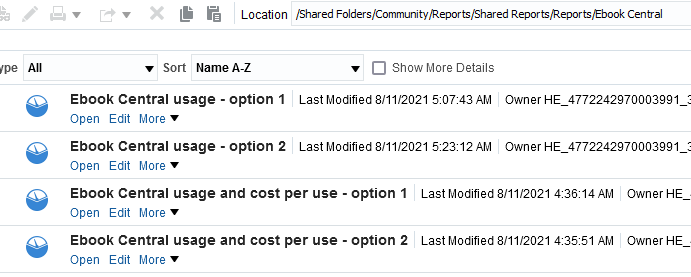 Location /Shared Folders/Community/Reports/Shared Reports/Reports/Ebook Central
All Sort Name A-Z Show More Details
Ebook Central usage - option 1 Last Modified 8/11/2021 5:07:43 AM Owner HE_4772242970003991_3
Open Edit More
Ebook Central usage - option 2 Last Modified 8/11/2021 5:23:12 AM Owner HE_4772242970003991_3
Open Edit More
Ebook Central usage and cost per use - option 1 Last Modified 8/11/2021 4:36:14 AM Owner HE_4
Open Edit More
Ebook Central usage and cost per use - option 2 Last Modified 8/11/2021 4:35:51 AM Owner HE_4
Open Edit More